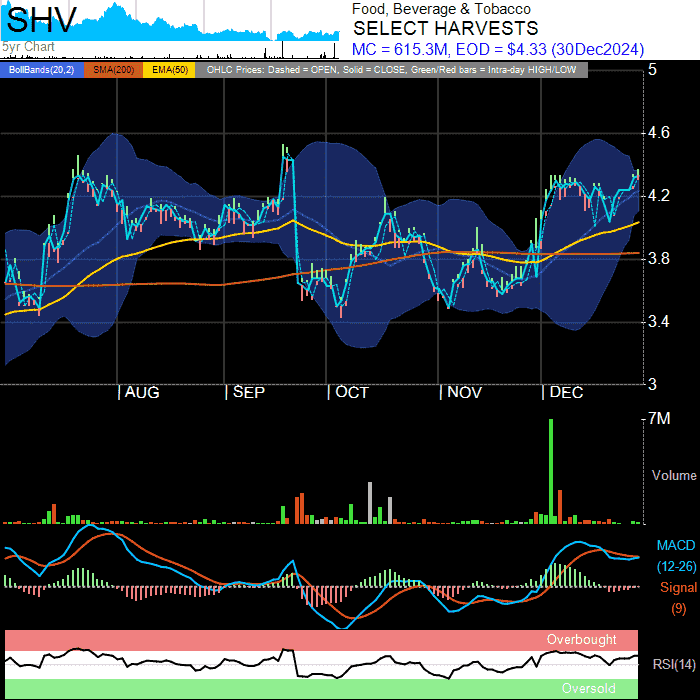 SHV
5yr Chart
Food, Beverage & Tobacco
SELECT HARVESTS
MC = 615.3M, EOD = $4.33 (30Dec2024)
BollBands(20,2) SMA(200) EMA(50) OHLC Prices: Dashed = OPEN, Solid = CLOSE, Green/Red bars = Intra-day HIGH/LOW
5
4.6
4.2
3.8
3.4
3
AUG SEP OCT NOV DEC
7M
Volume
MACD
(12-26)
Signal
(9)
Overbought
RSI(14)
Oversold